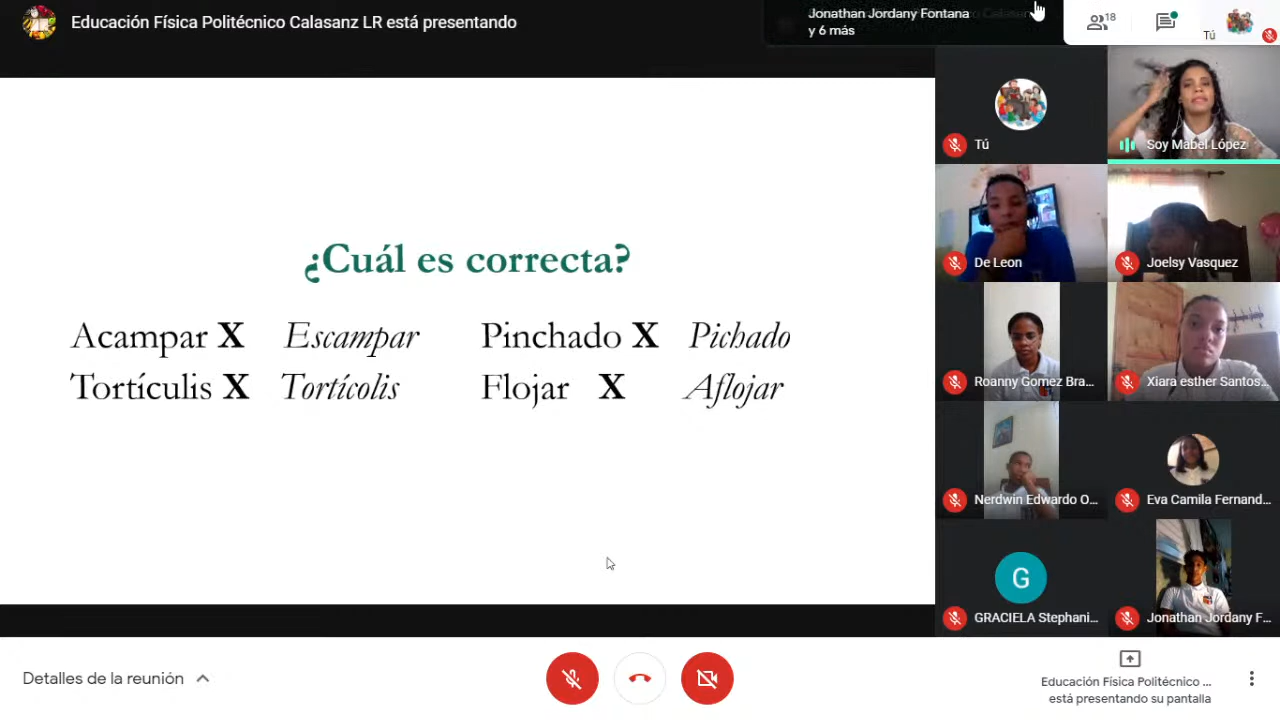 Educación Física Politécnico Calasanz LR está presentando
Jonathan Jordany Fontana
y 6 más
18
Tú
¿Cuál es correcta?
Acampar X Escampar Pinchado X Pichado
Tortículis X Tortícolis Flojar X Aflojar
Tú
Soy Mabel López
De Leon
Joelsy Vasquez
Roanny Gomez Bra...
Xiara esther Santos...
Nerdwin Edwardo O...
Eva Camila Fernand...
G
GRACIELA Stephani...
Jonathan Jordany F...
Detalles de la reunión
Educación Física Politécnico ...
está presentando su pantalla